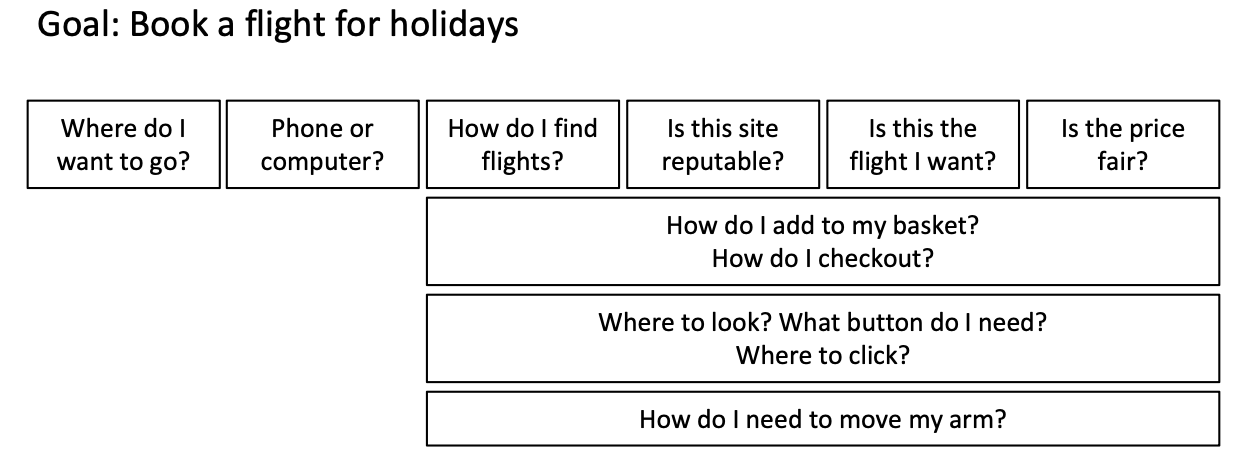 Goal: Book a flight for holidays
Where do I
want to go?
Phone or
computer?
How do I find
flights?
Is this site
reputable?
Is this the
flight I want?
Is the price
fair?
How do I add to my basket?
How do I checkout?
Where to look? What button do I need?
Where to click?
How do I need to move my arm?